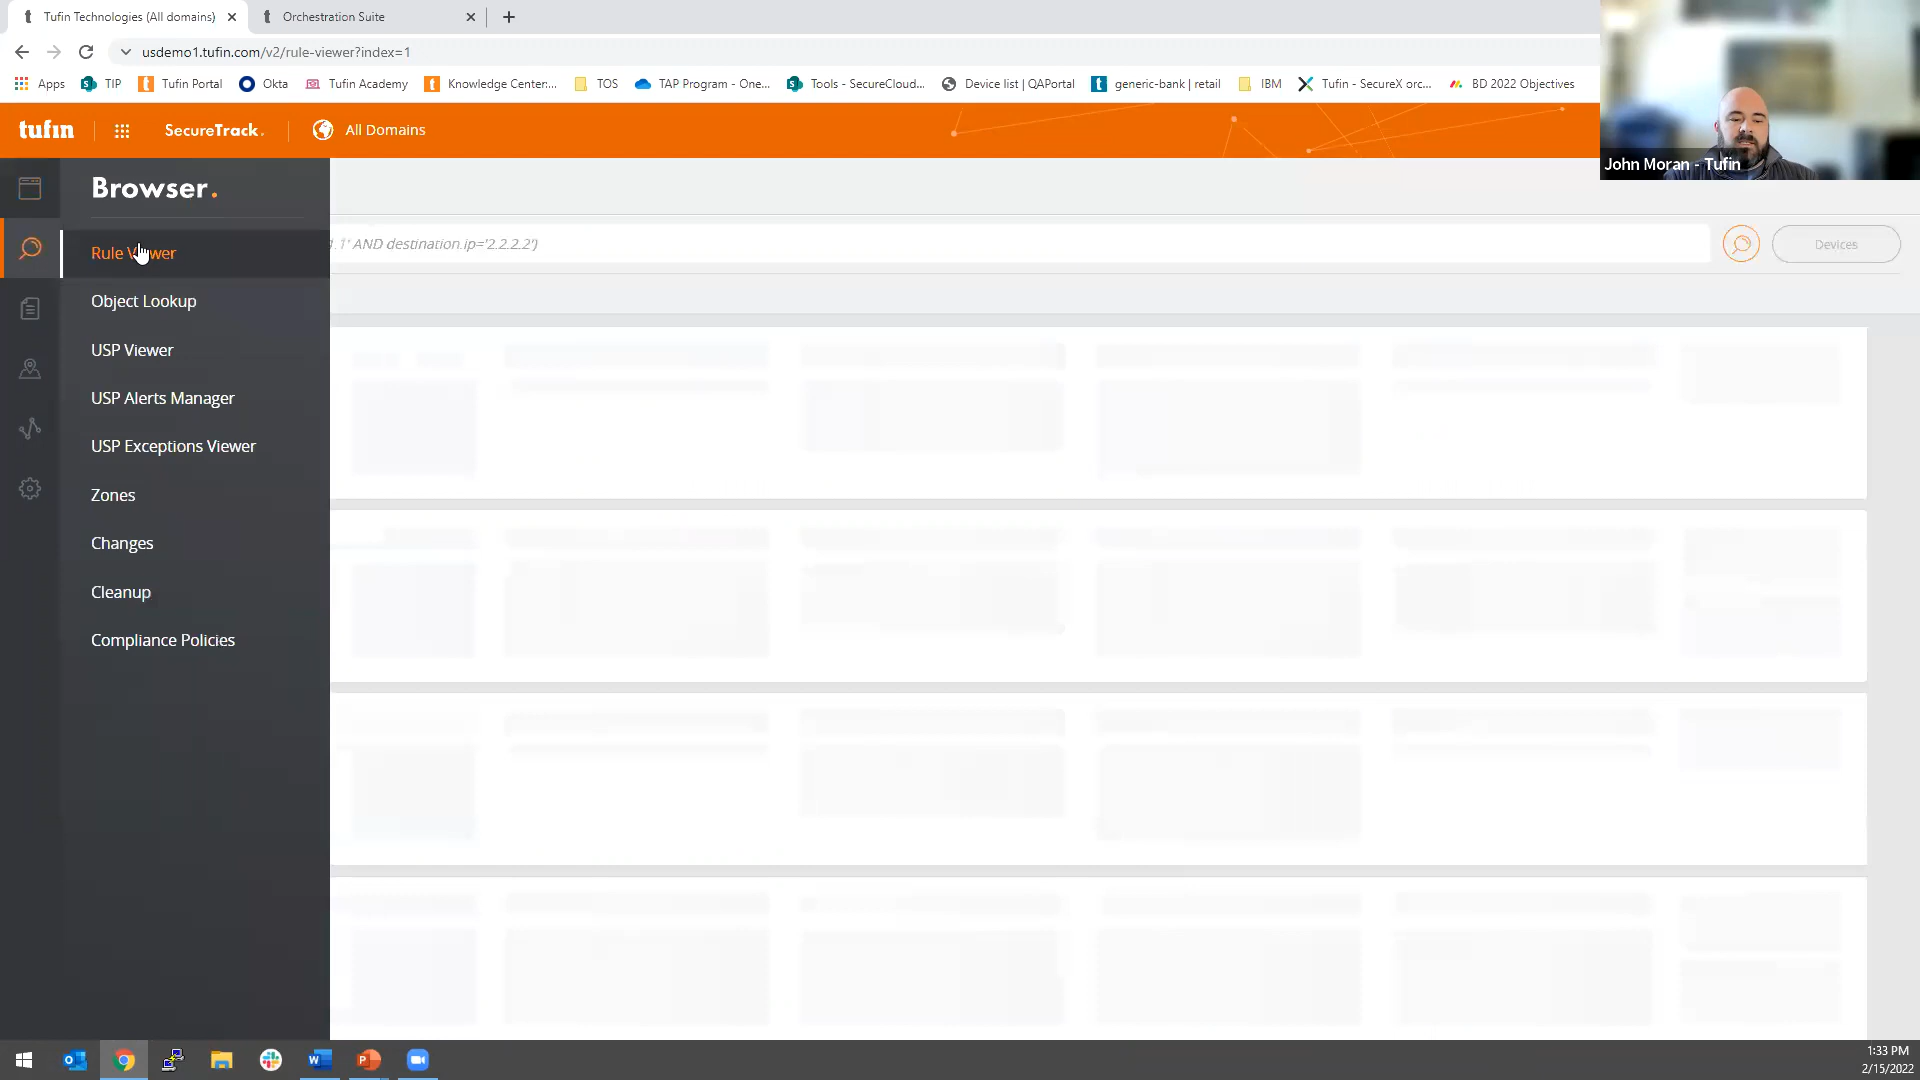 Tufin Technologies (All domains)
Orchestration Suite
usdemo1.tufin.com/v2/rule-viewer?index=1
Apps
TIP
Tufin Portal
Okta
Tufin Academy
Knowledge Center:...
TOS
TAP Program - One...
Tools - SecureCloud...
Device list | QAPortal
generic-bank | retail
IBM
Tufin - SecureX orc...
BD 2022 Objectives
tufin
SecureTrack.
All Domains
John Moran - Tufin
Browser.
Rule Viewer
.1' AND destination.ip='2.2.2.2')
Devices
Object Lookup
USP Viewer
USP Alerts Manager
USP Exceptions Viewer
Zones
Changes
Cleanup
Compliance Policies
1:33 PM
2/15/2022